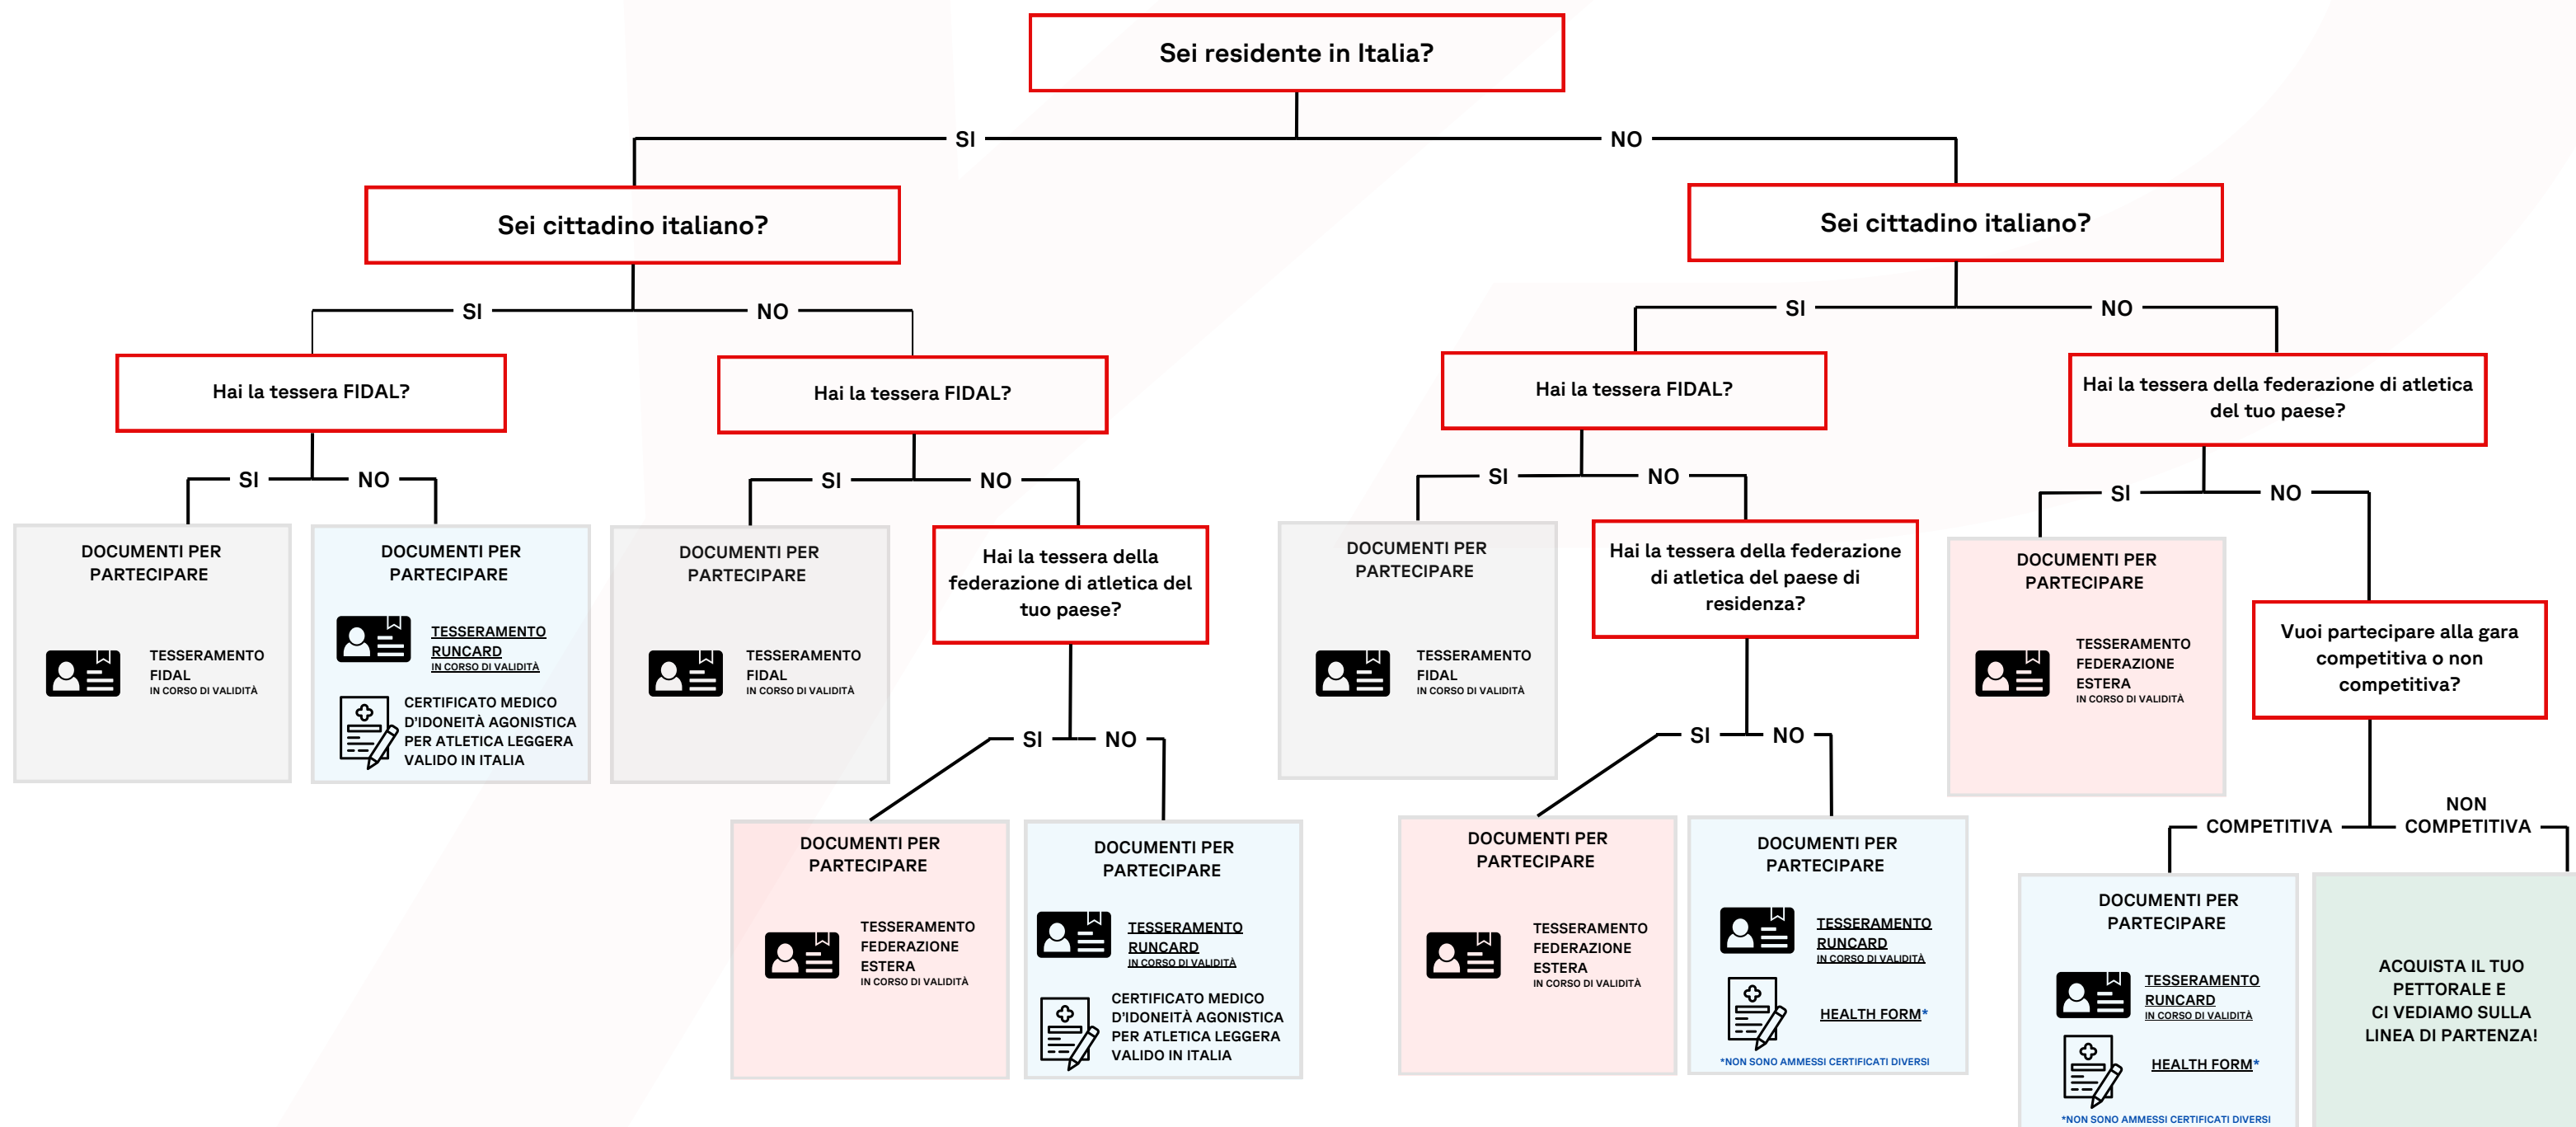 Sei residente in Italia?
SI
NO
Sei cittadino italiano?
Sei cittadino italiano?
SI
NO
SI
NO
Hai la tessera FIDAL?
Hai la tessera FIDAL?
Hai la tessera FIDAL?
Hai la tessera della federazione di atletica
del tuo paese?
SI
NO
SI
NO
SI
NO
SI
NO
DOCUMENTI PER
PARTECIPARE
TESSERAMENTO
FIDAL
IN CORSO DI VALIDITÀ
DOCUMENTI PER
PARTECIPARE
TESSERAMENTO
RUNCARD
IN CORSO DI VALIDITÀ
CERTIFICATO MEDICO
D'IDONEITÀ AGONISTICA
PER ATLETICA LEGGERA
VALIDO IN ITALIA
DOCUMENTI PER
PARTECIPARE
TESSERAMENTO
FIDAL
IN CORSO DI VALIDITÀ
Hai la tessera della
federazione di atletica del
tuo paese?
SI
NO
DOCUMENTI PER
PARTECIPARE
TESSERAMENTO
FEDERAZIONE
ESTERA
IN CORSO DI VALIDITÀ
DOCUMENTI PER
PARTECIPARE
TESSERAMENTO
RUNCARD
IN CORSO DI VALIDITÀ
CERTIFICATO MEDICO
D'IDONEITÀ AGONISTICA
PER ATLETICA LEGGERA
VALIDO IN ITALIA
DOCUMENTI PER
PARTECIPARE
TESSERAMENTO
FIDAL
IN CORSO DI VALIDITÀ
Hai la tessera della federazione
di atletica del paese di
residenza?
SI
NO
DOCUMENTI PER
PARTECIPARE
TESSERAMENTO
FEDERAZIONE
ESTERA
IN CORSO DI VALIDITÀ
DOCUMENTI PER
PARTECIPARE
TESSERAMENTO
RUNCARD
IN CORSO DI VALIDITÀ
HEALTH FORM*
*NON SONO AMMESSI CERTIFICATI DIVERSI
DOCUMENTI PER
PARTECIPARE
TESSERAMENTO
FEDERAZIONE
ESTERA
IN CORSO DI VALIDITÀ
Vuoi partecipare alla gara
competitiva o non
competitiva?
COMPETITIVA
NON
COMPETITIVA
DOCUMENTI PER
PARTECIPARE
TESSERAMENTO
RUNCARD
IN CORSO DI VALIDITÀ
HEALTH FORM*
*NON SONO AMMESSI CERTIFICATI DIVERSI
ACQUISTA IL TUO
PETTORALE E
CI VEDIAMO SULLA
LINEA DI PARTENZA!